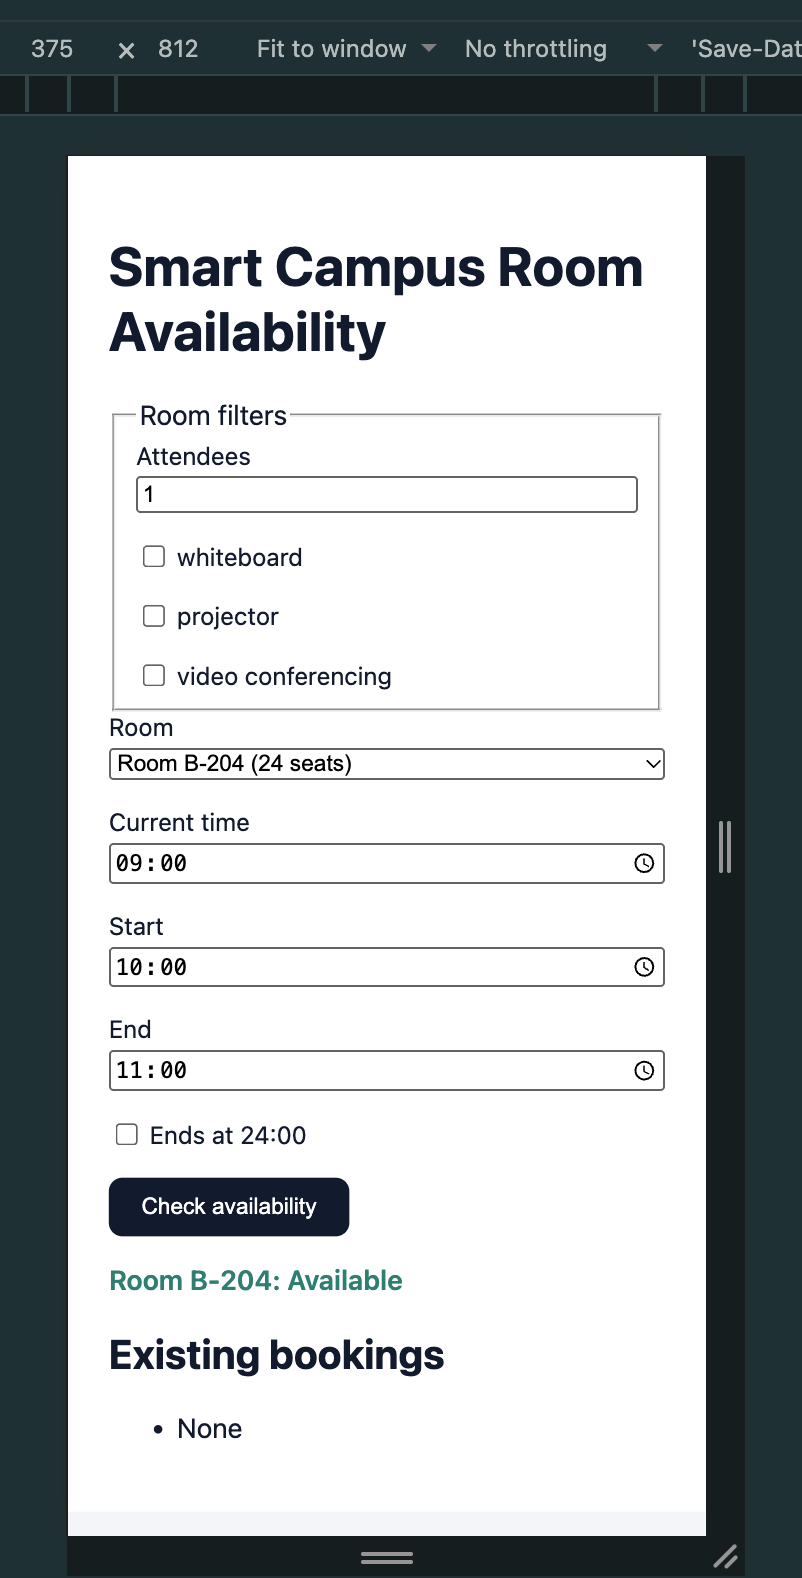 375 × 812 Fit to window No throttling 'Save-Dat
Smart Campus Room
Availability
Room filters
Attendees
1
whiteboard
projector
video conferencing
Room
Room B-204 (24 seats)
Current time
09:00
Start
10:00
End
11:00
Ends at 24:00
Check availability
Room B-204: Available
Existing bookings
• None